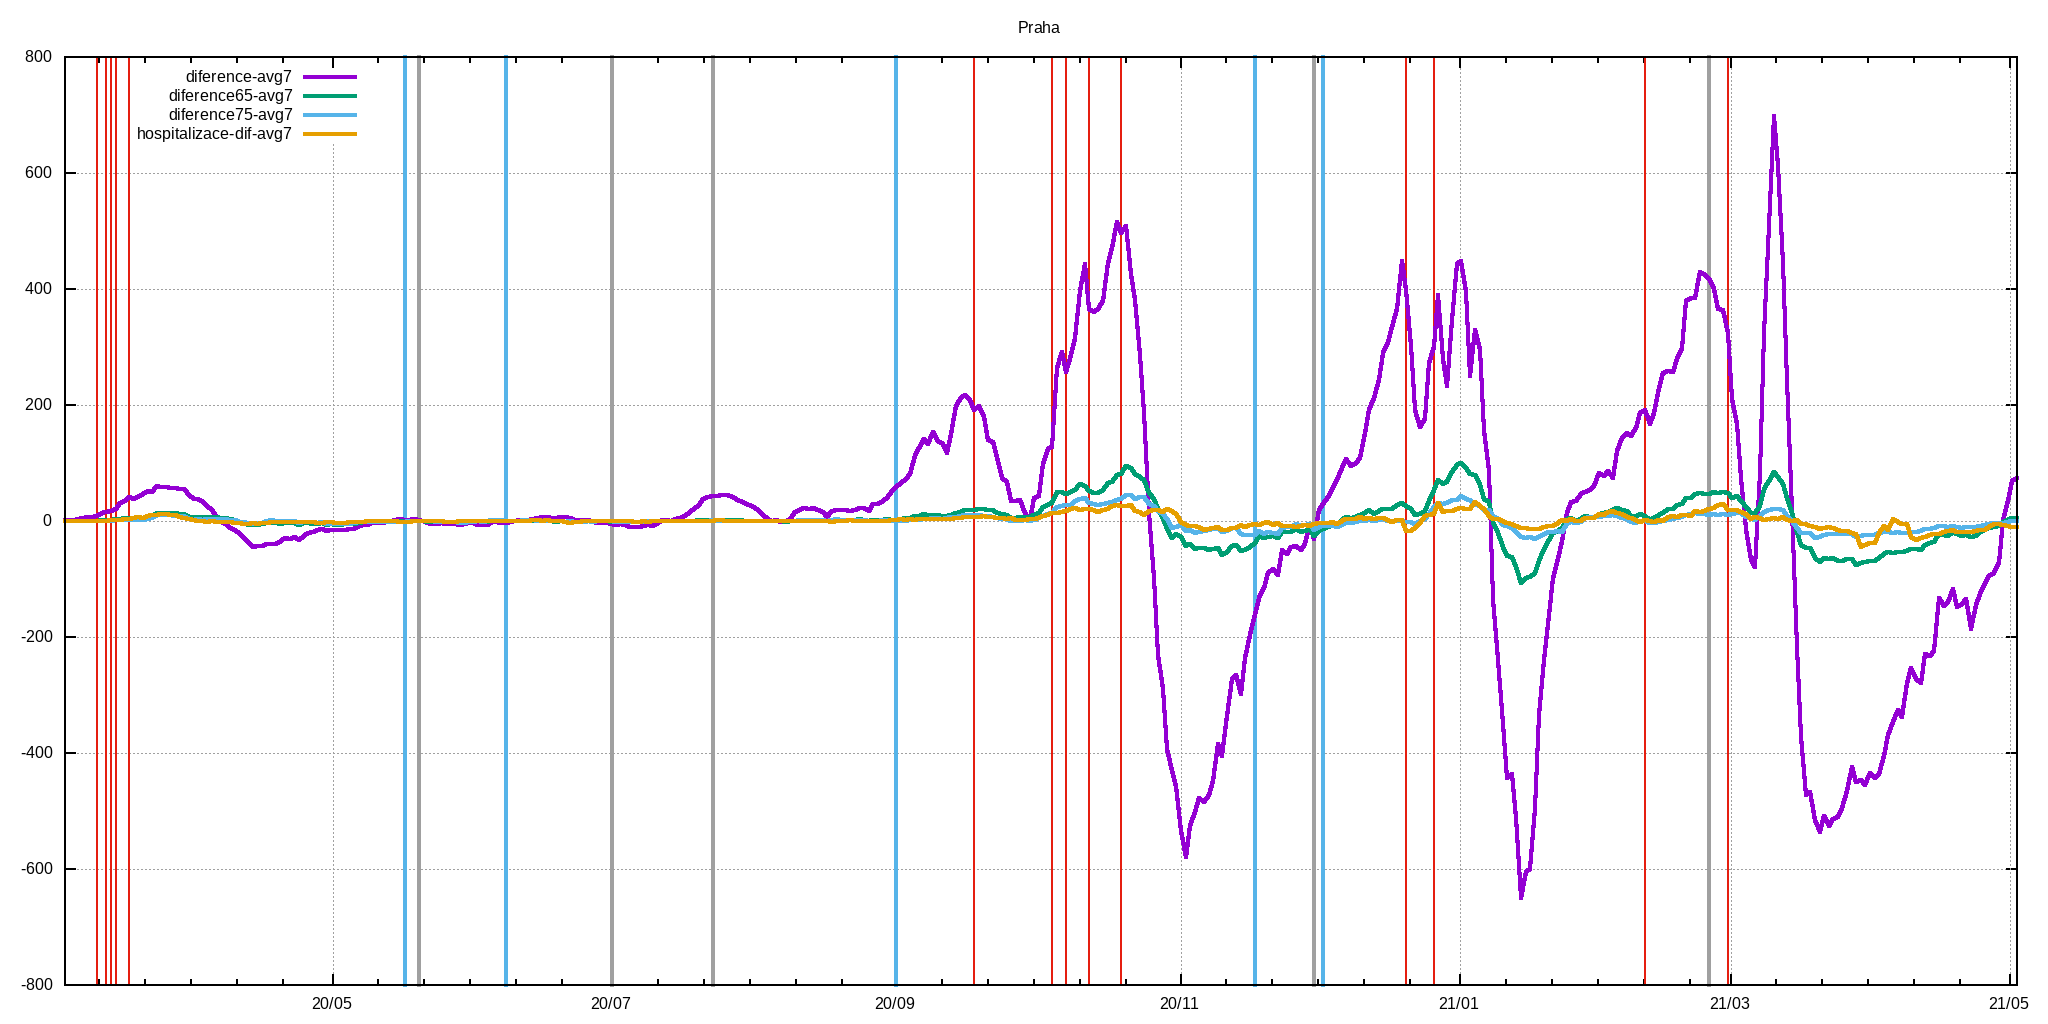 Praha
800
600
400
200
0
-200
-400
-600
-800
diference-avg7
diference65-avg7
diference75-avg7
hospitalizace-dif-avg7
20/05 20/07 20/09 20/11 21/01 21/03 21/05